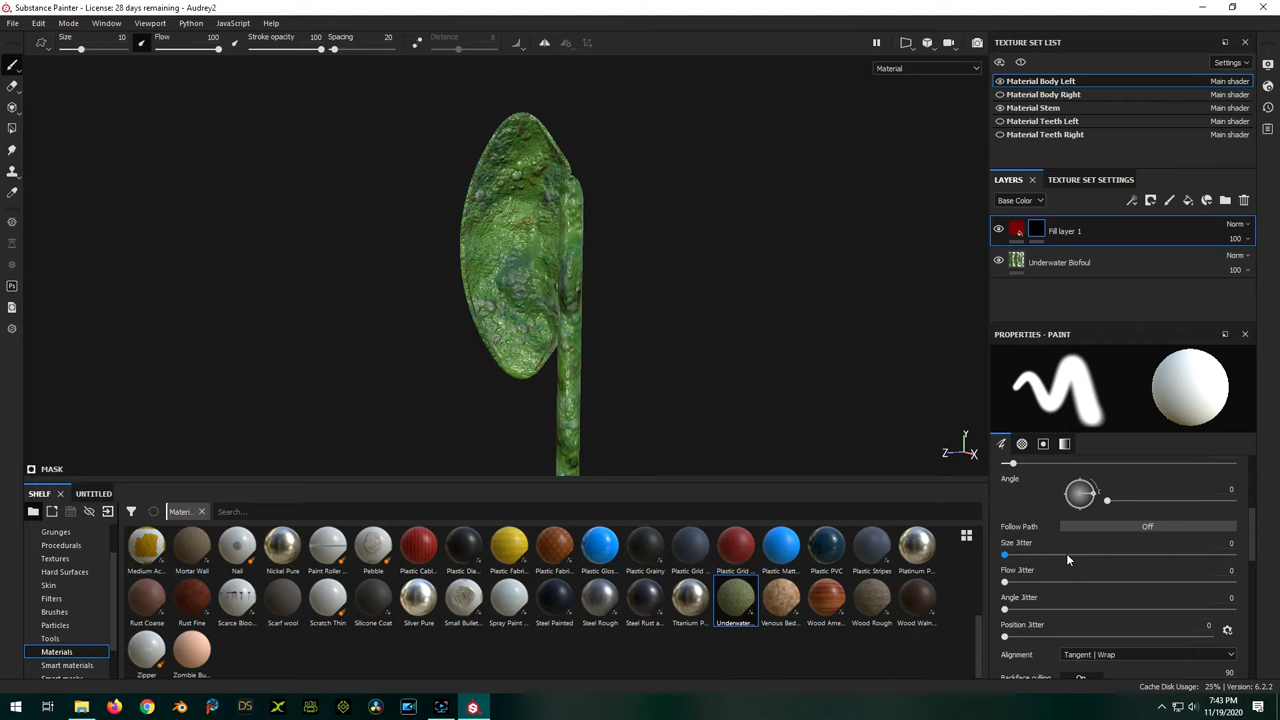 Substance Painter - License: 28 days remaining - Audrey2
File Edit Mode Window Viewport Python JavaScript Help
Size 10 Flow 100 Stroke opacity 100 Spacing 20 Distance 8
Material
TEXTURE SET LIST
Settings
Material Body Left Main shader
Material Body Right Main shader
Material Stem Main shader
Material Teeth Left Main shader
Material Teeth Right Main shader
LAYERS TEXTURE SET SETTINGS
Base Color
Fill layer 1 Norm 100
Underwater Biofoul Norm 100
PROPERTIES - PAINT
Angle 0
Follow Path Off
Size Jitter 0
Flow Jitter 0
Angle Jitter 0
Position Jitter 0
Alignment Tangent | Wrap
Backface culling On 90
Y
Z X
MASK
SHELF UNTITLED
Materi... Search...
Grunges
Procedurals
Textures
Hard Surfaces
Skin
Filters
Brushes
Particles
Tools
Materials
Smart materials
Smart masks
Medium Ac... Mortar Wall Nail Nickel Pure Paint Roller ... Pebble Plastic Cabl... Plastic Dia... Plastic Fabri... Plastic Fabri... Plastic Glos... Plastic Grainy Plastic Grid ... Plastic Grid ... Plastic Matt... Plastic PVC Plastic Stripes Platinum P...
Rust Coarse Rust Fine Scarce Bloo... Scarf wool Scratch Thin Silicone Coat Silver Pure Small Bullet... Spray Paint ... Steel Painted Steel Rough Steel Rust a... Titanium P... Underwater... Venous Bed... Wood Ame... Wood Rough Wood Waln...
Zipper Zombie Bu...
Cache Disk Usage: 25% | Version: 6.2.2
7:43 PM
11/19/2020